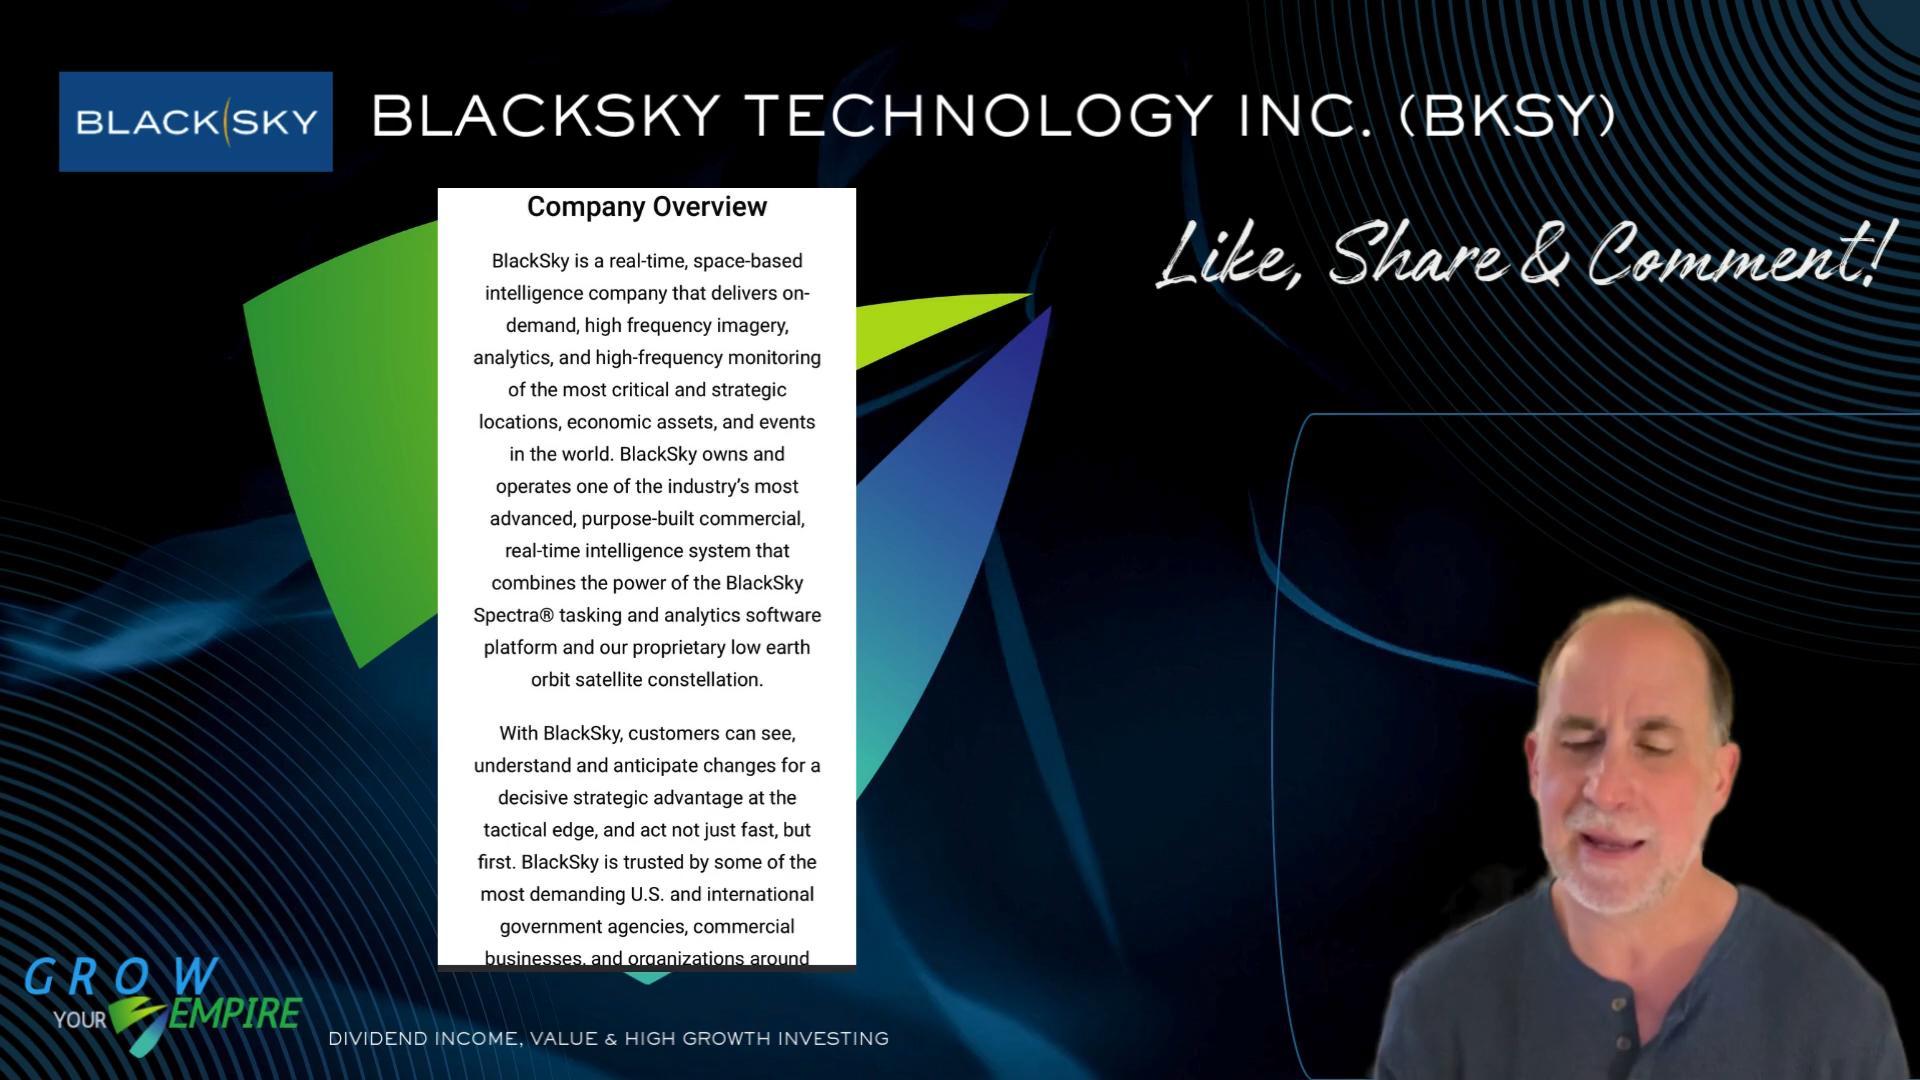 BLACKSKY
BLACKSKY TECHNOLOGY INC. (BKSY)
Like, Share & Comment!
Company Overview
BlackSky is a real-time, space-based
intelligence company that delivers on-
demand, high frequency imagery,
analytics, and high-frequency monitoring
of the most critical and strategic
locations, economic assets, and events
in the world. BlackSky owns and
operates one of the industry’s most
advanced, purpose-built commercial,
real-time intelligence system that
combines the power of the BlackSky
Spectra® tasking and analytics software
platform and our proprietary low earth
orbit satellite constellation.
With BlackSky, customers can see,
understand and anticipate changes for a
decisive strategic advantage at the
tactical edge, and act not just fast, but
first. BlackSky is trusted by some of the
most demanding U.S. and international
government agencies, commercial
businesses, and organizations around
GROW
YOUR EMPIRE
DIVIDEND INCOME, VALUE & HIGH GROWTH INVESTING